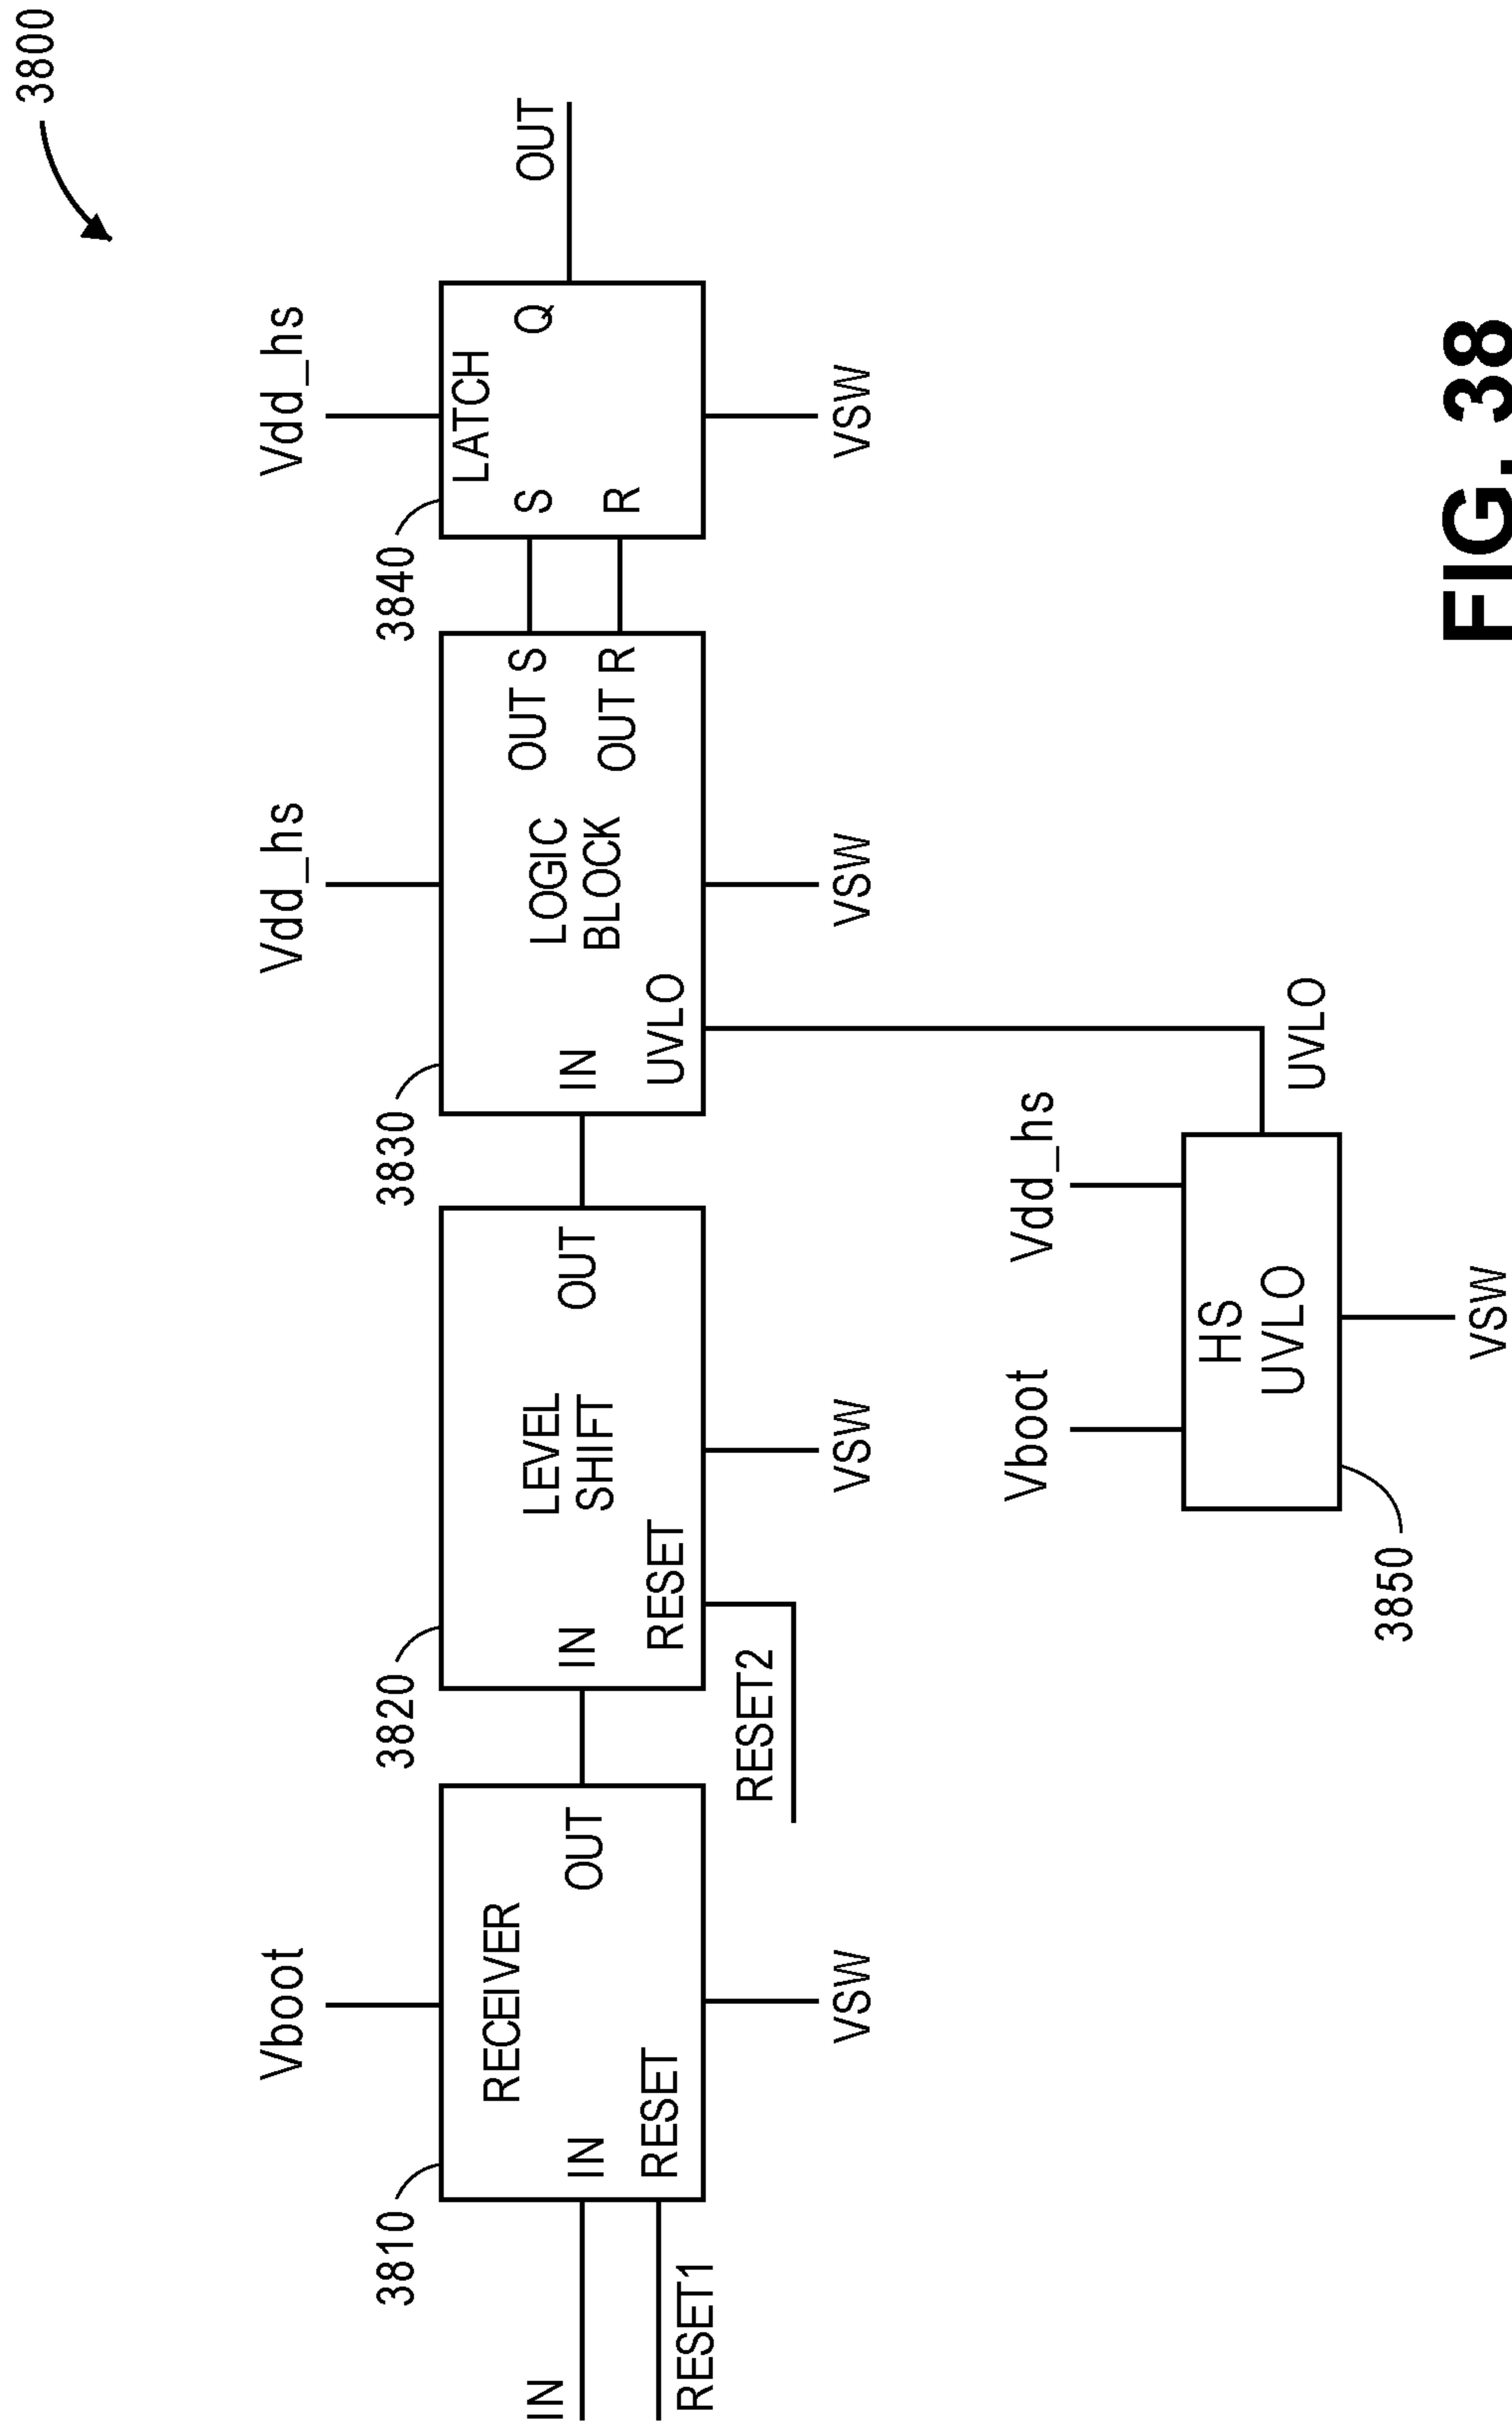 3800
Vboot
Vdd_hs
Vdd_hs
3810
3820
3830
3840
IN
RESET1
RECEIVER
IN
OUT
RESET
VSW
LEVEL
SHIFT
IN
OUT
RESET
RESET2
VSW
LOGIC
BLOCK
IN
OUT S
OUT R
UVLO
VSW
LATCH
S
Q
R
OUT
VSW
Vboot
Vdd_hs
HS
UVLO
UVLO
3850
VSW
FIG. 38